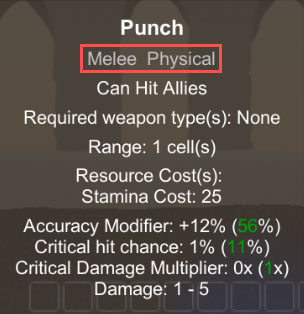 Punch
Melee Physical
Can Hit Allies
Required weapon type(s): None
Range: 1 cell(s)
Resource Cost(s):
Stamina Cost: 25
Accuracy Modifier: +12% (56%)
Critical hit chance: 1% (11%)
Critical Damage Multiplier: 0x (1x)
Damage: 1 - 5